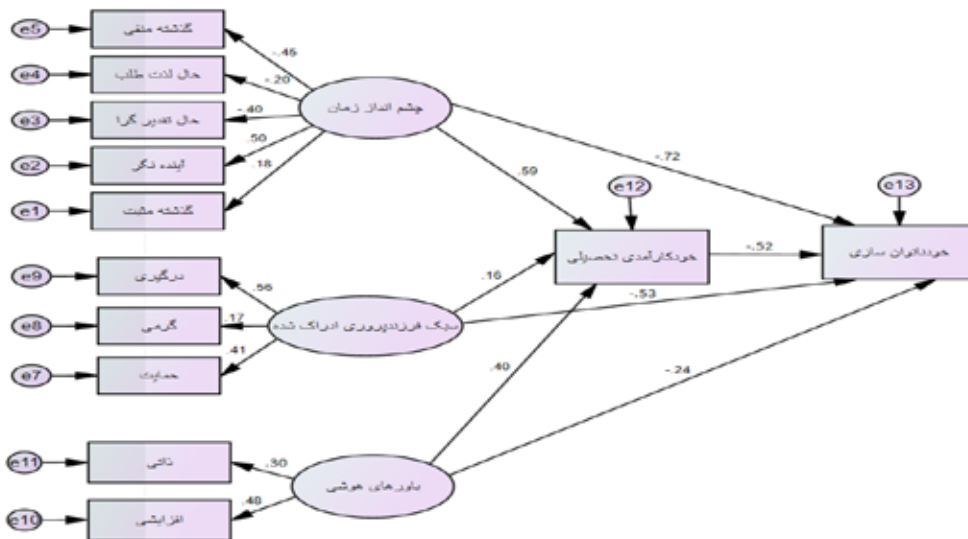 e5
گذشته منفی
-.45
e4
حال لذت طلب
-.20
e3
حال تقدیر گرا
-.40
چشم انداز زمان
e2
آینده نگر
.50
e1
گذشته مثبت
.18
-.72
.59
e12
e13
خودکارآمدی تحصیلی
-.52
خودناتوان سازی
e9
درگیری
.56
e8
گرمی
.17
سبک فرزندپروری ادراک شده
.16
-.53
e7
حمایت
.41
.40
-.24
e11
ذاتی
-.30
باورهای هوشی
e10
افزایشی
.48